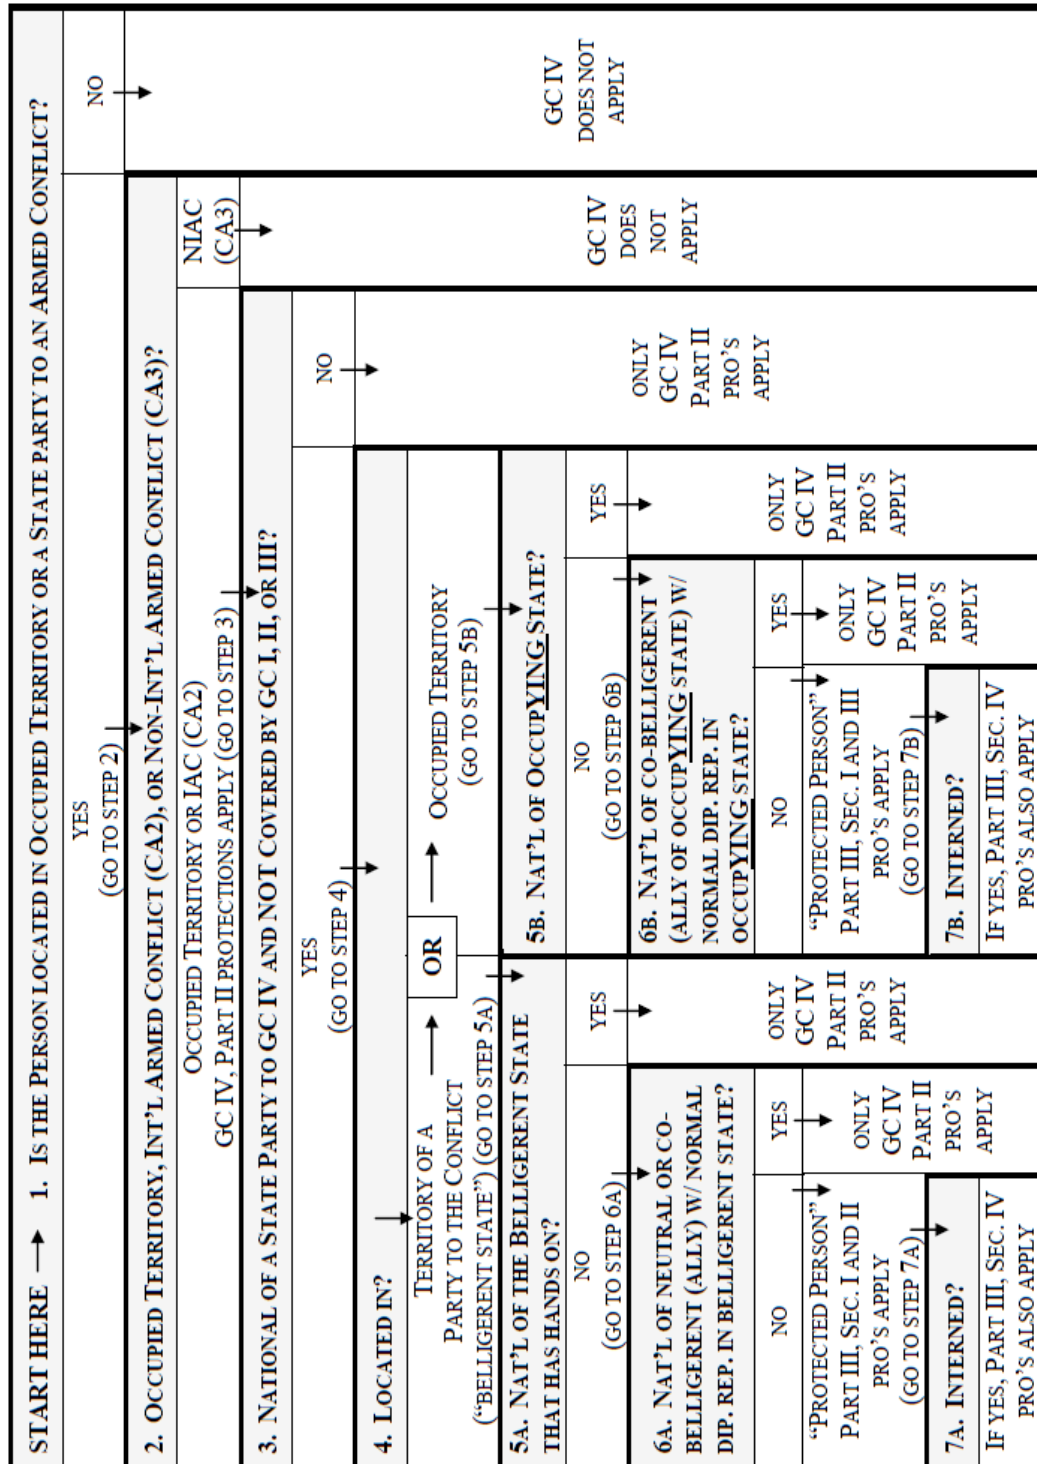 START HERE → 1. IS THE PERSON LOCATED IN OCCUPIED TERRITORY OR A STATE PARTY TO AN ARMED CONFLICT?
YES
(GO TO STEP 2)
NO
2. OCCUPIED TERRITORY, INT'L ARMED CONFLICT (CA2), OR NON-INT'L ARMED CONFLICT (CA3)?
GC IV
DOES NOT
APPLY
OCCUPIED TERRITORY OR IAC (CA2)
GC IV, PART II PROTECTIONS APPLY (GO TO STEP 3)
NIAC
(CA3)
3. NATIONAL OF A STATE PARTY TO GC IV AND NOT COVERED BY GC I, II, OR III?
GC IV
DOES
NOT
APPLY
YES
(GO TO STEP 4)
NO
4. LOCATED IN?
ONLY
GC IV
PART II
PRO'S
APPLY
TERRITORY OF A
PARTY TO THE CONFLICT
("BELLIGERENT STATE") (GO TO STEP 5A)
OR
OCCUPIED TERRITORY
(GO TO STEP 5B)
5A. NAT'L OF THE BELLIGERENT STATE
THAT HAS HANDS ON?
5B. NAT'L OF OCCUPYING STATE?
NO
(GO TO STEP 6A)
YES
NO
(GO TO STEP 6B)
YES
6A. NAT'L OF NEUTRAL OR CO-
BELLIGERENT (ALLY) W/ NORMAL
DIP. REP. IN BELLIGERENT STATE?
ONLY
GC IV
PART II
PRO'S
APPLY
6B. NAT'L OF CO-BELLIGERENT
(ALLY OF OCCUPYING STATE) W/
NORMAL DIP. REP. IN
OCCUPYING STATE?
ONLY
GC IV
PART II
PRO'S
APPLY
NO
YES
NO
YES
"PROTECTED PERSON"
PART III, SEC. I AND II
PRO'S APPLY
(GO TO STEP 7A)
ONLY
GC IV
PART II
PRO'S
APPLY
"PROTECTED PERSON"
PART III, SEC. I AND III
PRO'S APPLY
(GO TO STEP 7B)
ONLY
GC IV
PART II
PRO'S
APPLY
7A. INTERNED?
7B. INTERNED?
IF YES, PART III, SEC. IV
PRO'S ALSO APPLY
IF YES, PART III, SEC. IV
PRO'S ALSO APPLY